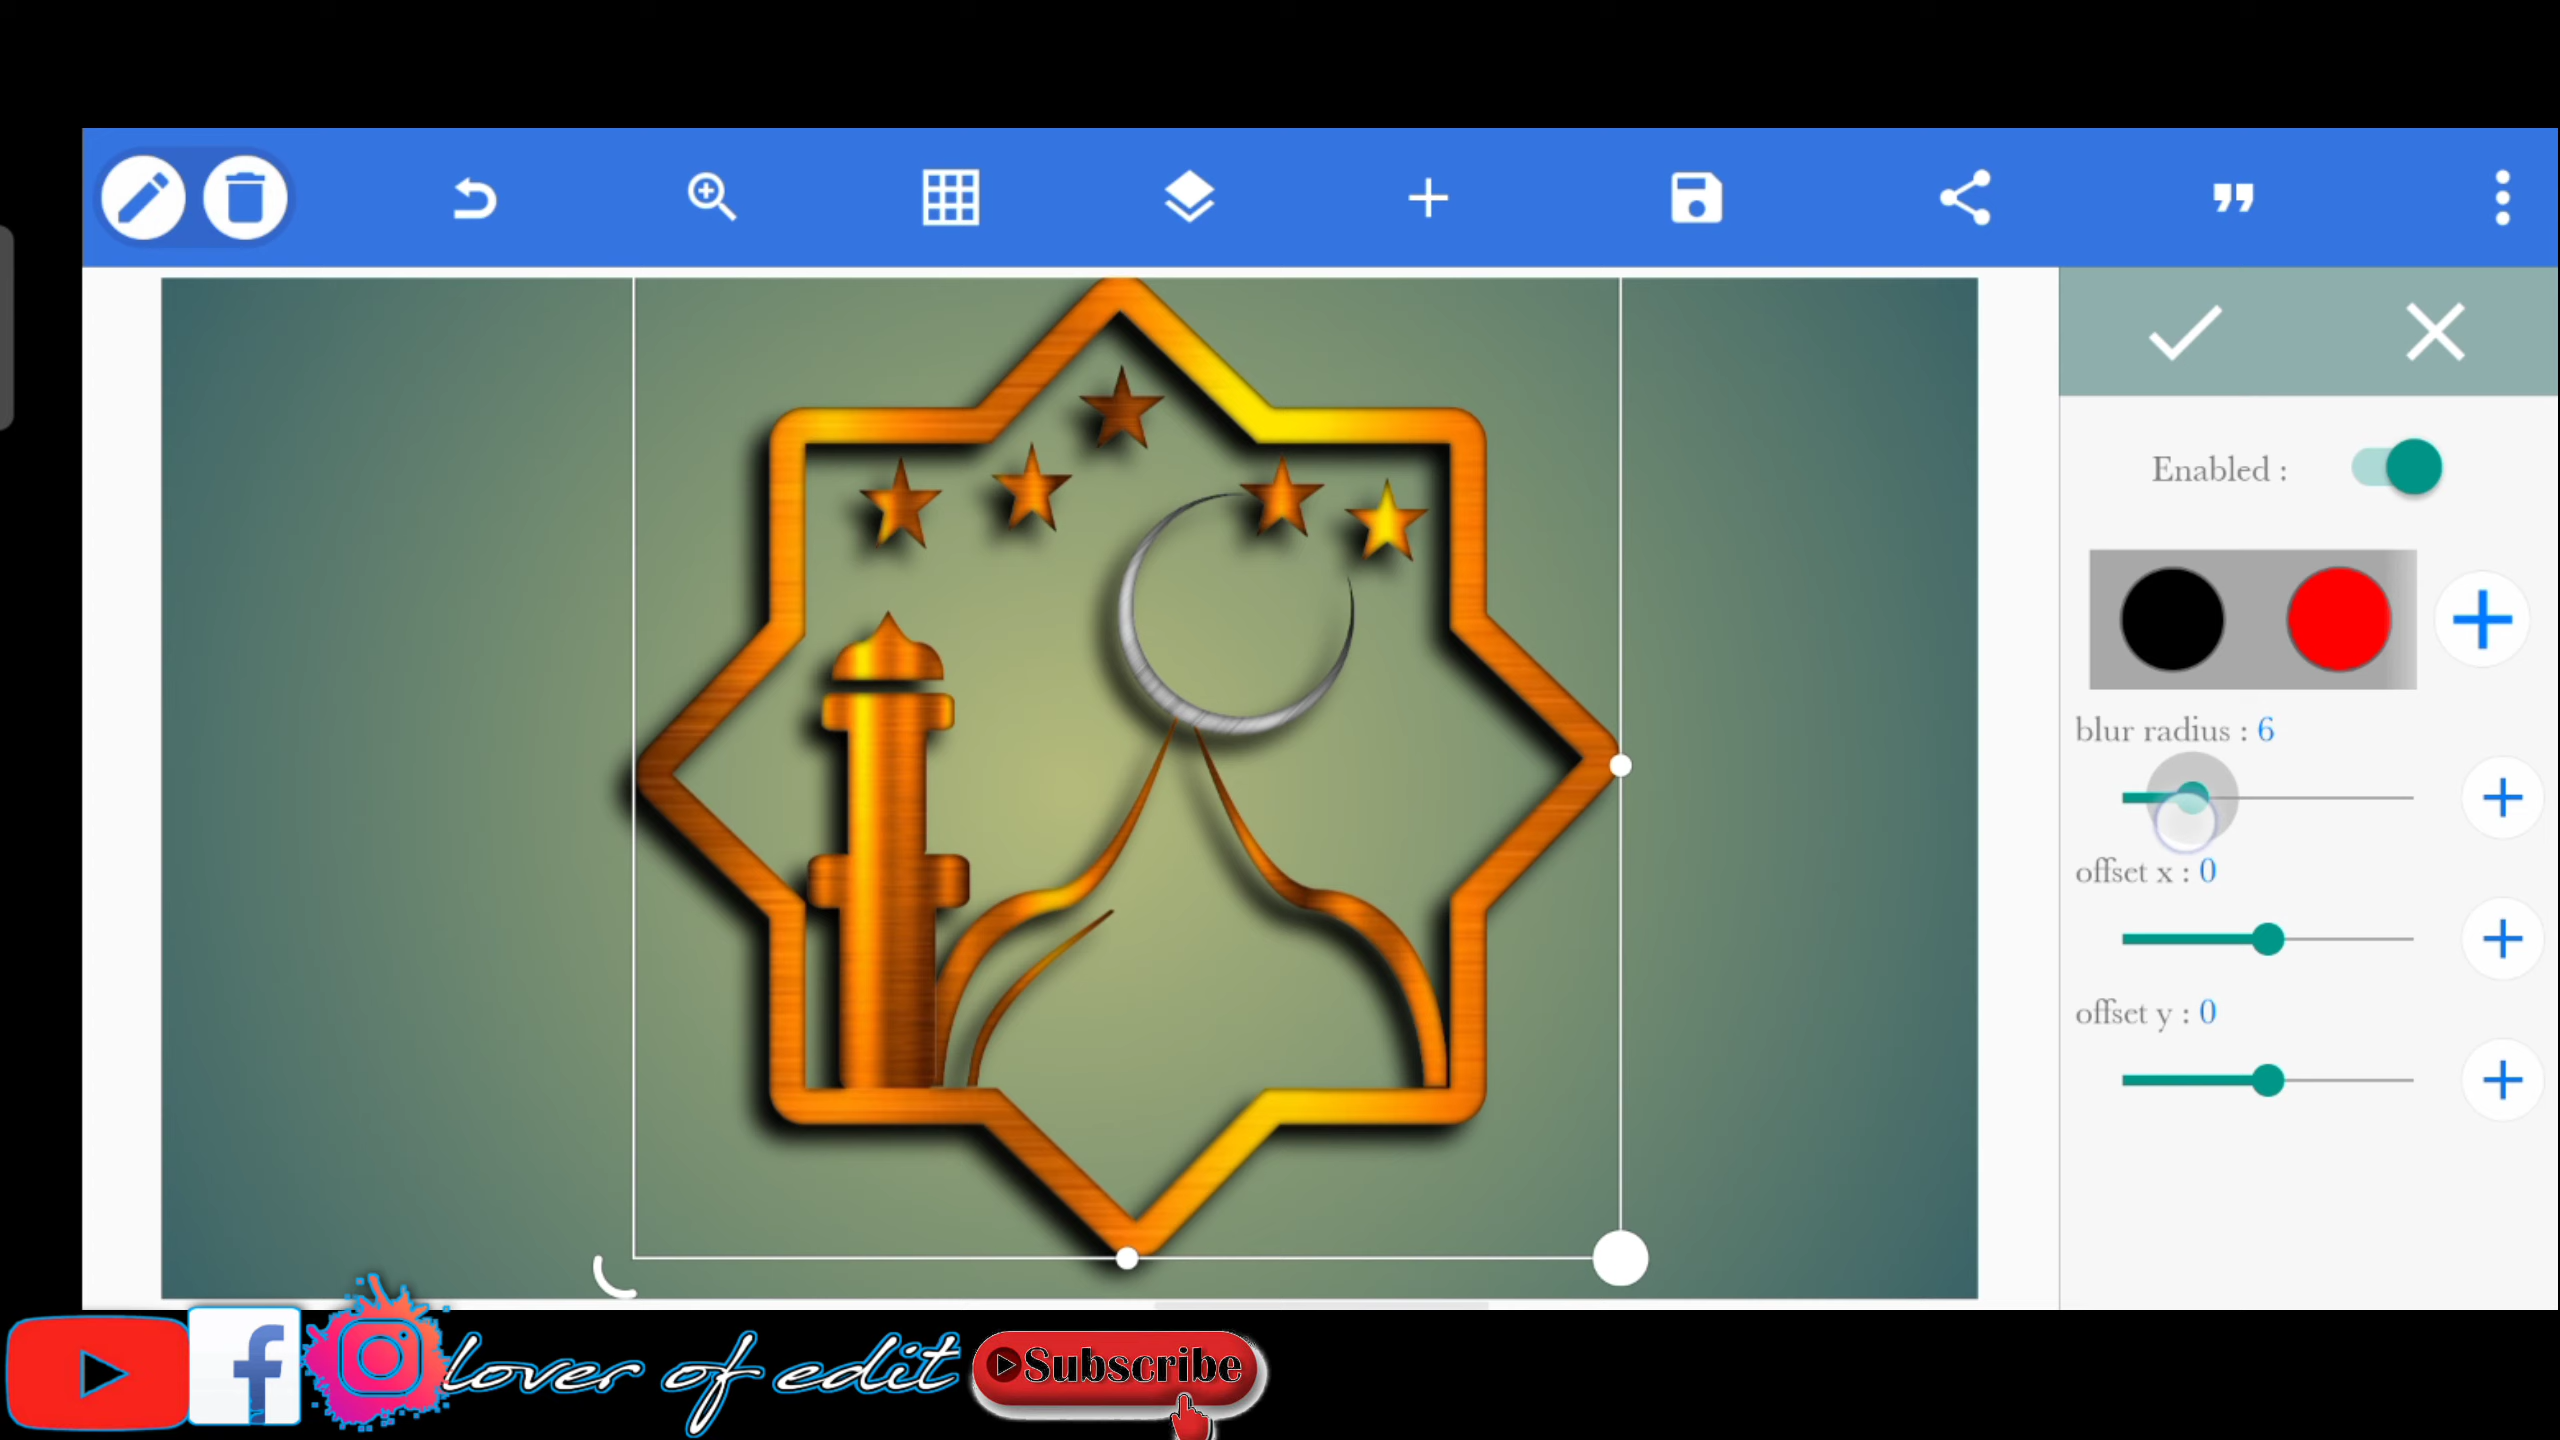 Enabled :
blur radius : 6
offset x : 0
offset y : 0
lover of edit
Subscribe